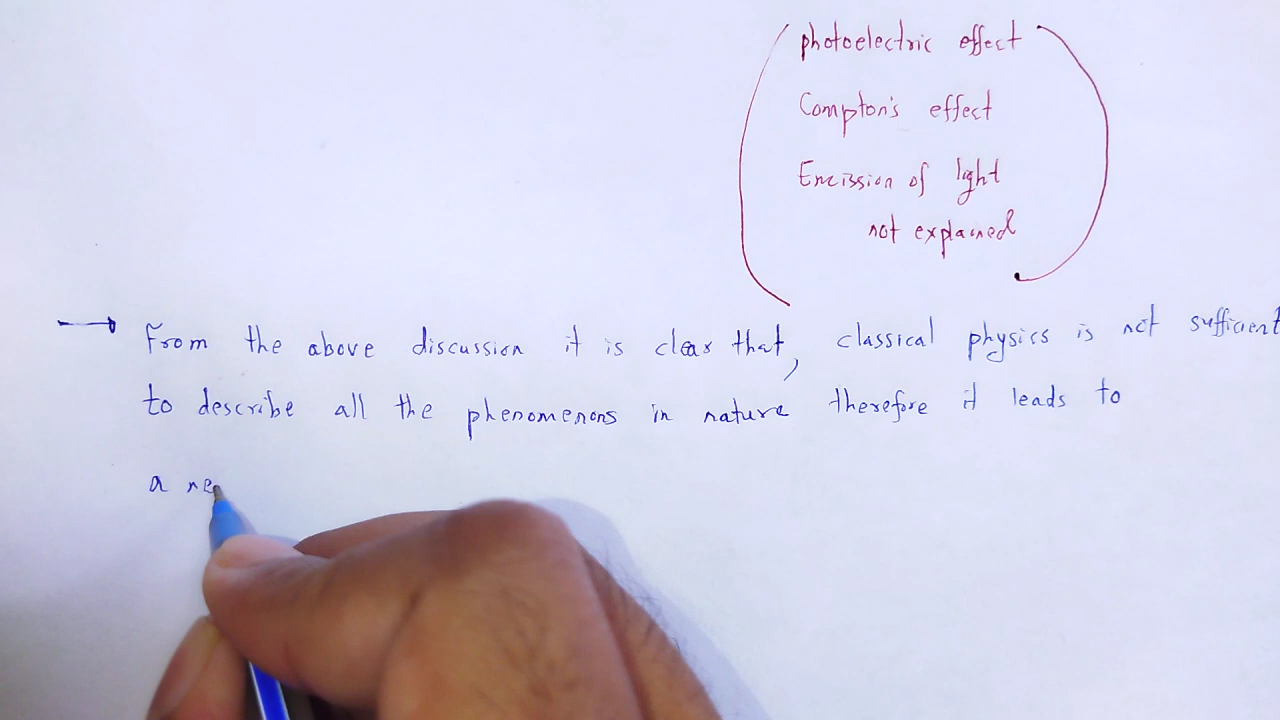 photoelectric effect
Compton's effect
Emission of light
not explained
From the above discussion it is clear that, classical physics is not sufficient
to describe all the phenomenons in nature therefore it leads to
a ne